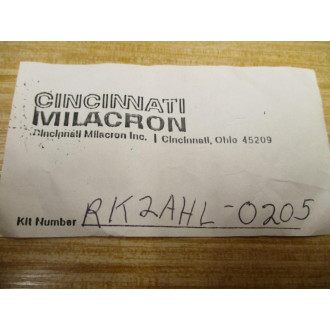 CINCINNATI
MILACRON
Cincinnati Milacron Inc. | Cincinnati, Ohio 45209
Kit Number RK2AHL-0205